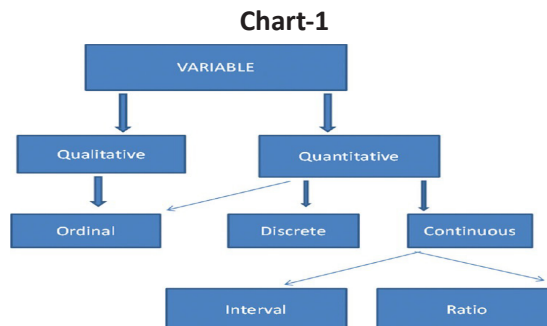 Chart-1
VARIABLE
Qualitative
Quantitative
Ordinal
Discrete
Continuous
Interval
Ratio